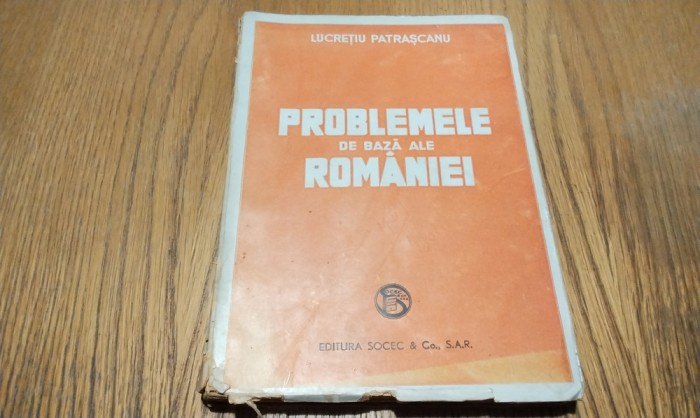 LUCREȚIU PATRAȘCANU
PROBLEMELE
DE BAZĂ ALE
ROMÂNIEI
EDITURA SOCEC & Co., S.A.R.